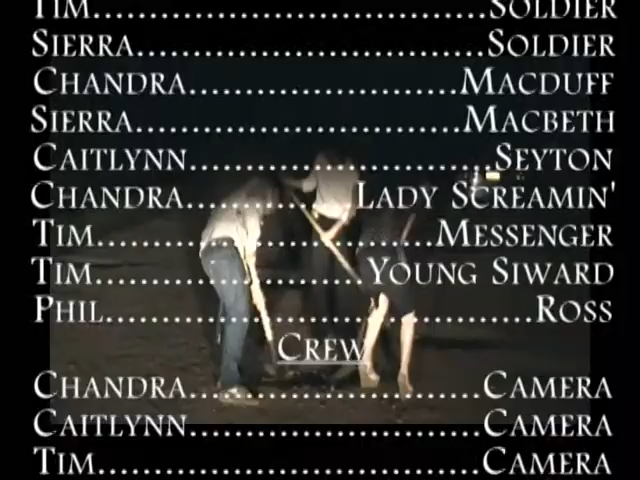 TIM..................................SOLDIER
SIERRA...............................SOLDIER
CHANDRA........................MACDUFF
SIERRA.............................MACBETH
CAITLYNN...........................SEYTON
CHANDRA..............LADY SCREAMIN'
TIM..............................MESSENGER
TIM........................YOUNG SIWARD
PHIL.....................................ROSS
CREW
CHANDRA..........................CAMERA
CAITLYNN..........................CAMERA
TIM..................................CAMERA